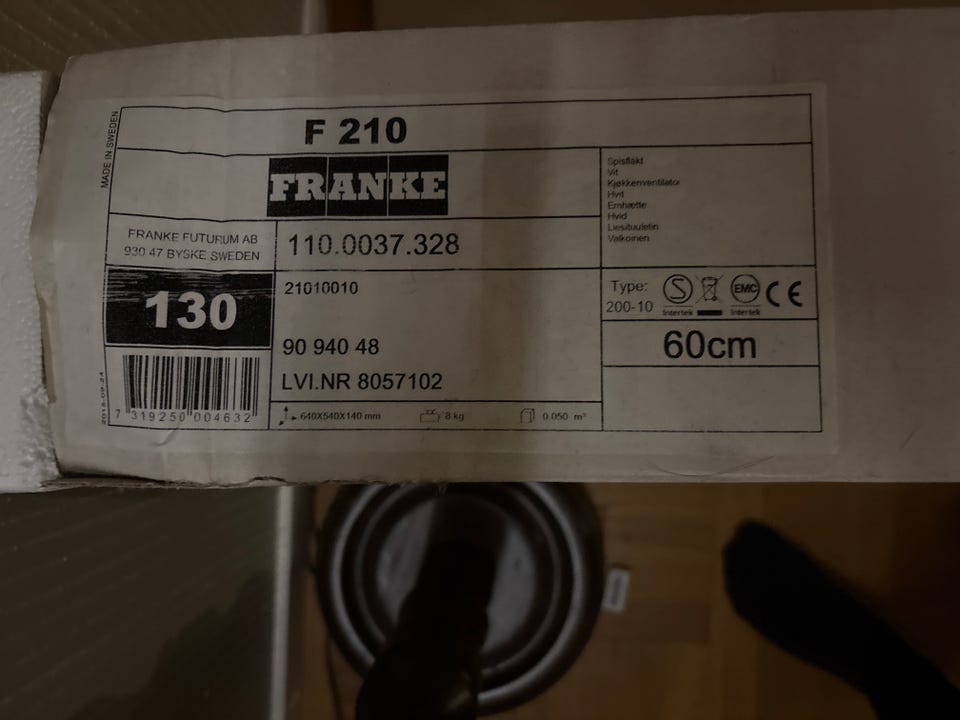 MADE IN SWEDEN
F 210
FRANKE
Spisfläkt
Vit
Kjøkkenventilator
Hvit
Emhætte
Hvid
Liesituuletin
Valkoinen
FRANKE FUTURUM AB
930 47 BYSKE SWEDEN
110.0037.328
130
21010010
Type:
200-10
S
Intertek
EMC
Intertek
CE
90 940 48
60cm
LVI.NR 8057102
7 319250 004632
640X540X140 mm
8 kg
0.050 m³